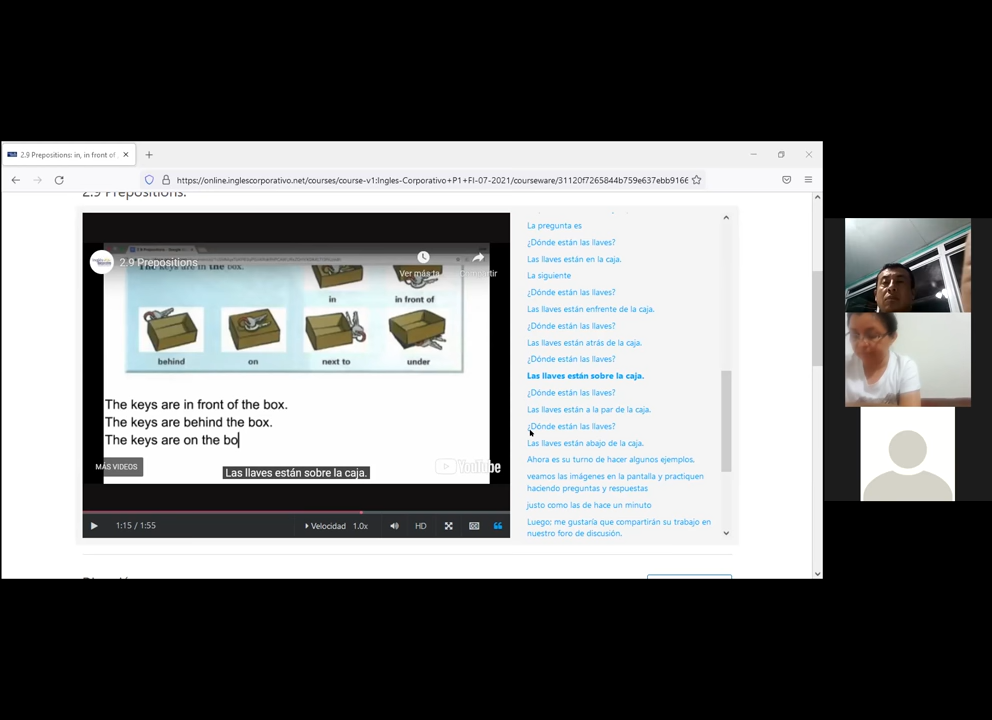 2.9 Prepositions: in, in front of
https://online.inglescorporativo.net/courses/course-v1:Ingles-Corporativo+P1+FI-07-2021/courseware/31120f7265844b759e637ebb9166
2.9 Prepositions:
2.9 Prepositions
The keys are in the box.
Ver más ta
in
in front of
behind
on
next to
under
The keys are in front of the box.
The keys are behind the box.
The keys are on the bo
MÁS VIDEOS
YouTube
Las llaves están sobre la caja.
1:15 / 1:55
Velocidad 1.0x
HD
La pregunta es
¿Dónde están las llaves?
Las llaves están en la caja.
La siguiente
¿Dónde están las llaves?
Las llaves están enfrente de la caja.
¿Dónde están las llaves?
Las llaves están atrás de la caja.
¿Dónde están las llaves?
Las llaves están sobre la caja.
¿Dónde están las llaves?
Las llaves están a la par de la caja.
¿Dónde están las llaves?
Las llaves están abajo de la caja.
Ahora es su turno de hacer algunos ejemplos,
veamos las imágenes en la pantalla y practiquen
haciendo preguntas y respuestas
justo como las de hace un minuto
Luego; me gustaría que compartirán su trabajo en
nuestro foro de discusión.